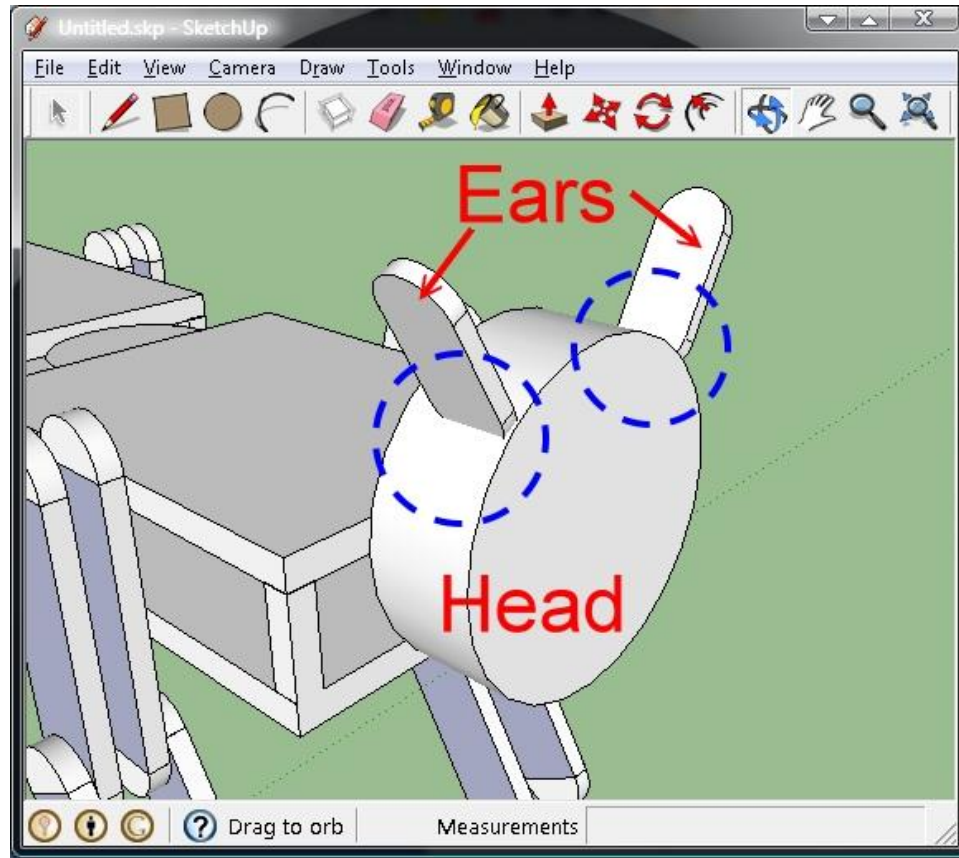 Untitled.skp - SketchUp
File Edit View Camera Draw Tools Window Help
Ears
Head
Drag to orb
Measurements